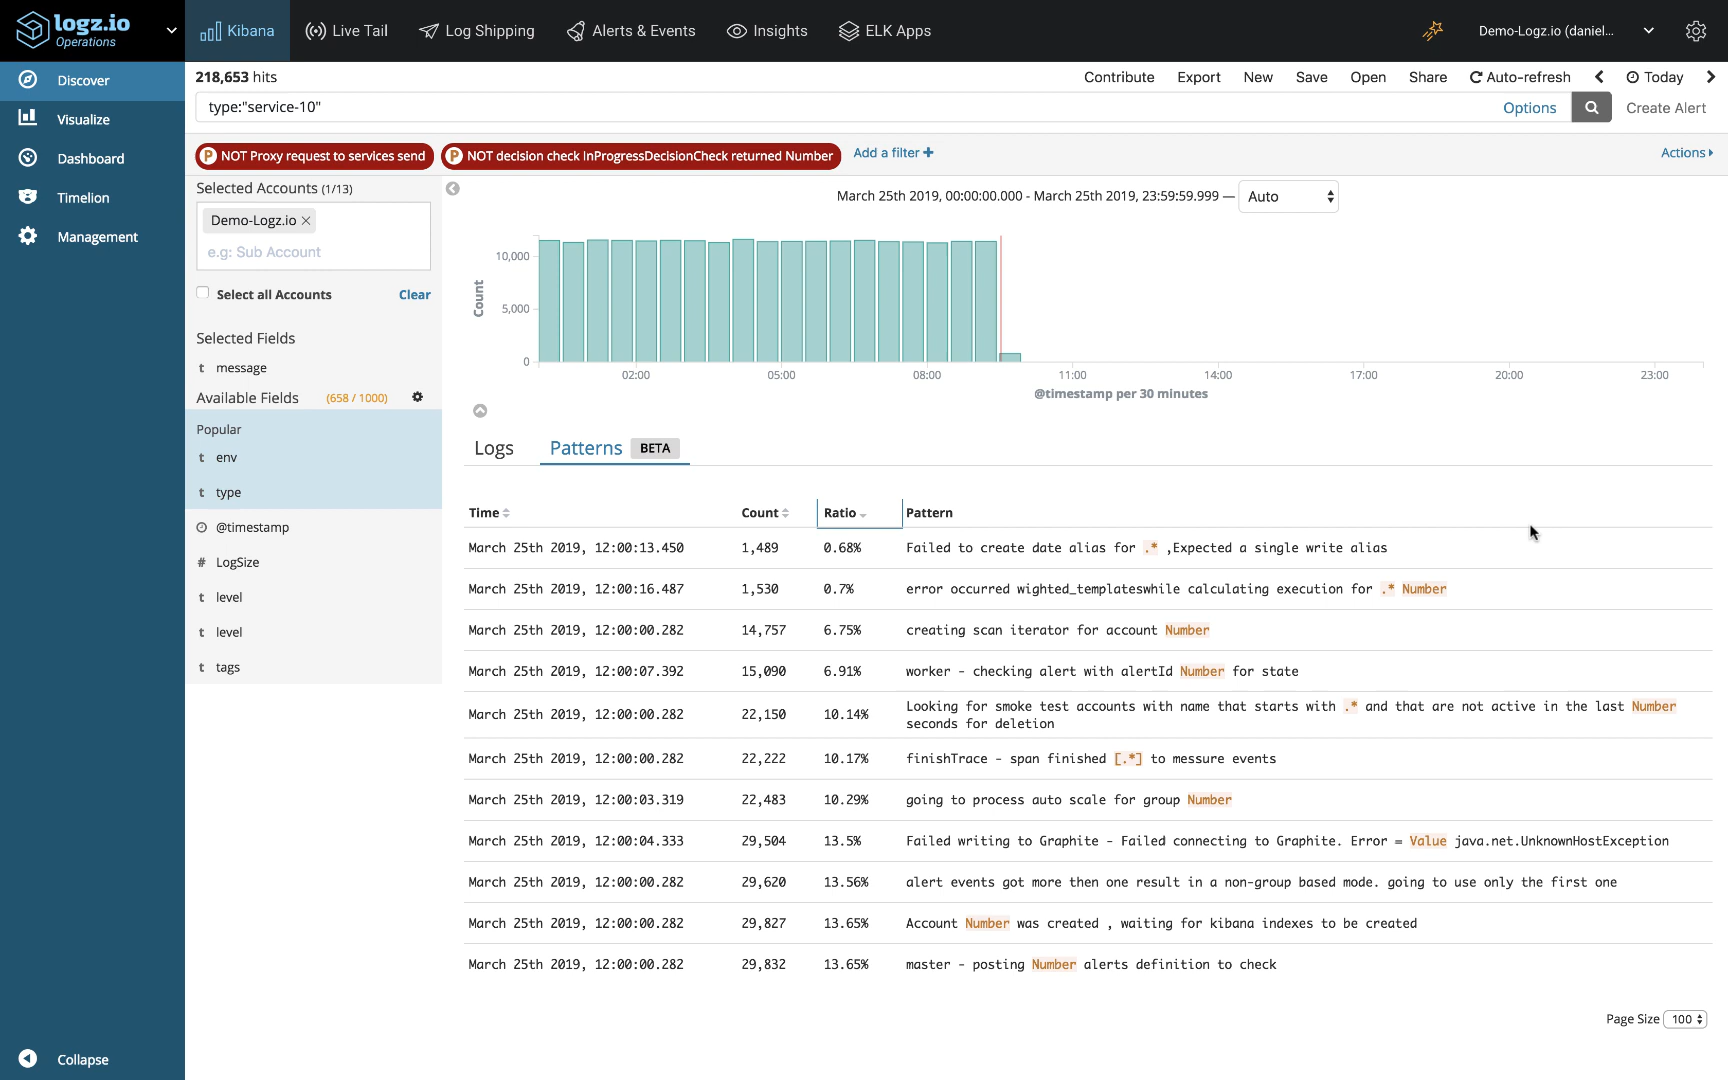 logz.io
Operations
Kibana
Live Tail
Log Shipping
Alerts & Events
Insights
ELK Apps
Demo-Logz.io (daniel...
Discover
Visualize
Dashboard
Timelion
Management
Collapse
218,653 hits
Contribute
Export
New
Save
Open
Share
Auto-refresh
Today
type:"service-10"
Options
Create Alert
P NOT Proxy request to services send
P NOT decision check InProgressDecisionCheck returned Number
Add a filter +
Actions
Selected Accounts (1/13)
Demo-Logz.io
e.g: Sub Account
Select all Accounts
Clear
Selected Fields
t message
Available Fields (658 / 1000)
Popular
t env
t type
@timestamp
# LogSize
t level
t level
t tags
March 25th 2019, 00:00:00.000 - March 25th 2019, 23:59:59.999 — Auto
Count
10,000
5,000
0
02:00 05:00 08:00 11:00 14:00 17:00 20:00 23:00
@timestamp per 30 minutes
Logs
Patterns BETA
Time Count Ratio Pattern
March 25th 2019, 12:00:13.450 1,489 0.68% Failed to create date alias for .* ,Expected a single write alias
March 25th 2019, 12:00:16.487 1,530 0.7% error occurred wighted_templateswhile calculating execution for .* Number
March 25th 2019, 12:00:00.282 14,757 6.75% creating scan iterator for account Number
March 25th 2019, 12:00:07.392 15,090 6.91% worker - checking alert with alertId Number for state
March 25th 2019, 12:00:00.282 22,150 10.14% Looking for smoke test accounts with name that starts with .* and that are not active in the last Number
seconds for deletion
March 25th 2019, 12:00:00.282 22,222 10.17% finishTrace - span finished [.*] to messure events
March 25th 2019, 12:00:03.319 22,483 10.29% going to process auto scale for group Number
March 25th 2019, 12:00:04.333 29,504 13.5% Failed writing to Graphite - Failed connecting to Graphite. Error = Value java.net.UnknownHostException
March 25th 2019, 12:00:00.282 29,620 13.56% alert events got more then one result in a non-group based mode. going to use only the first one
March 25th 2019, 12:00:00.282 29,827 13.65% Account Number was created , waiting for kibana indexes to be created
March 25th 2019, 12:00:00.282 29,832 13.65% master - posting Number alerts definition to check
Page Size 100